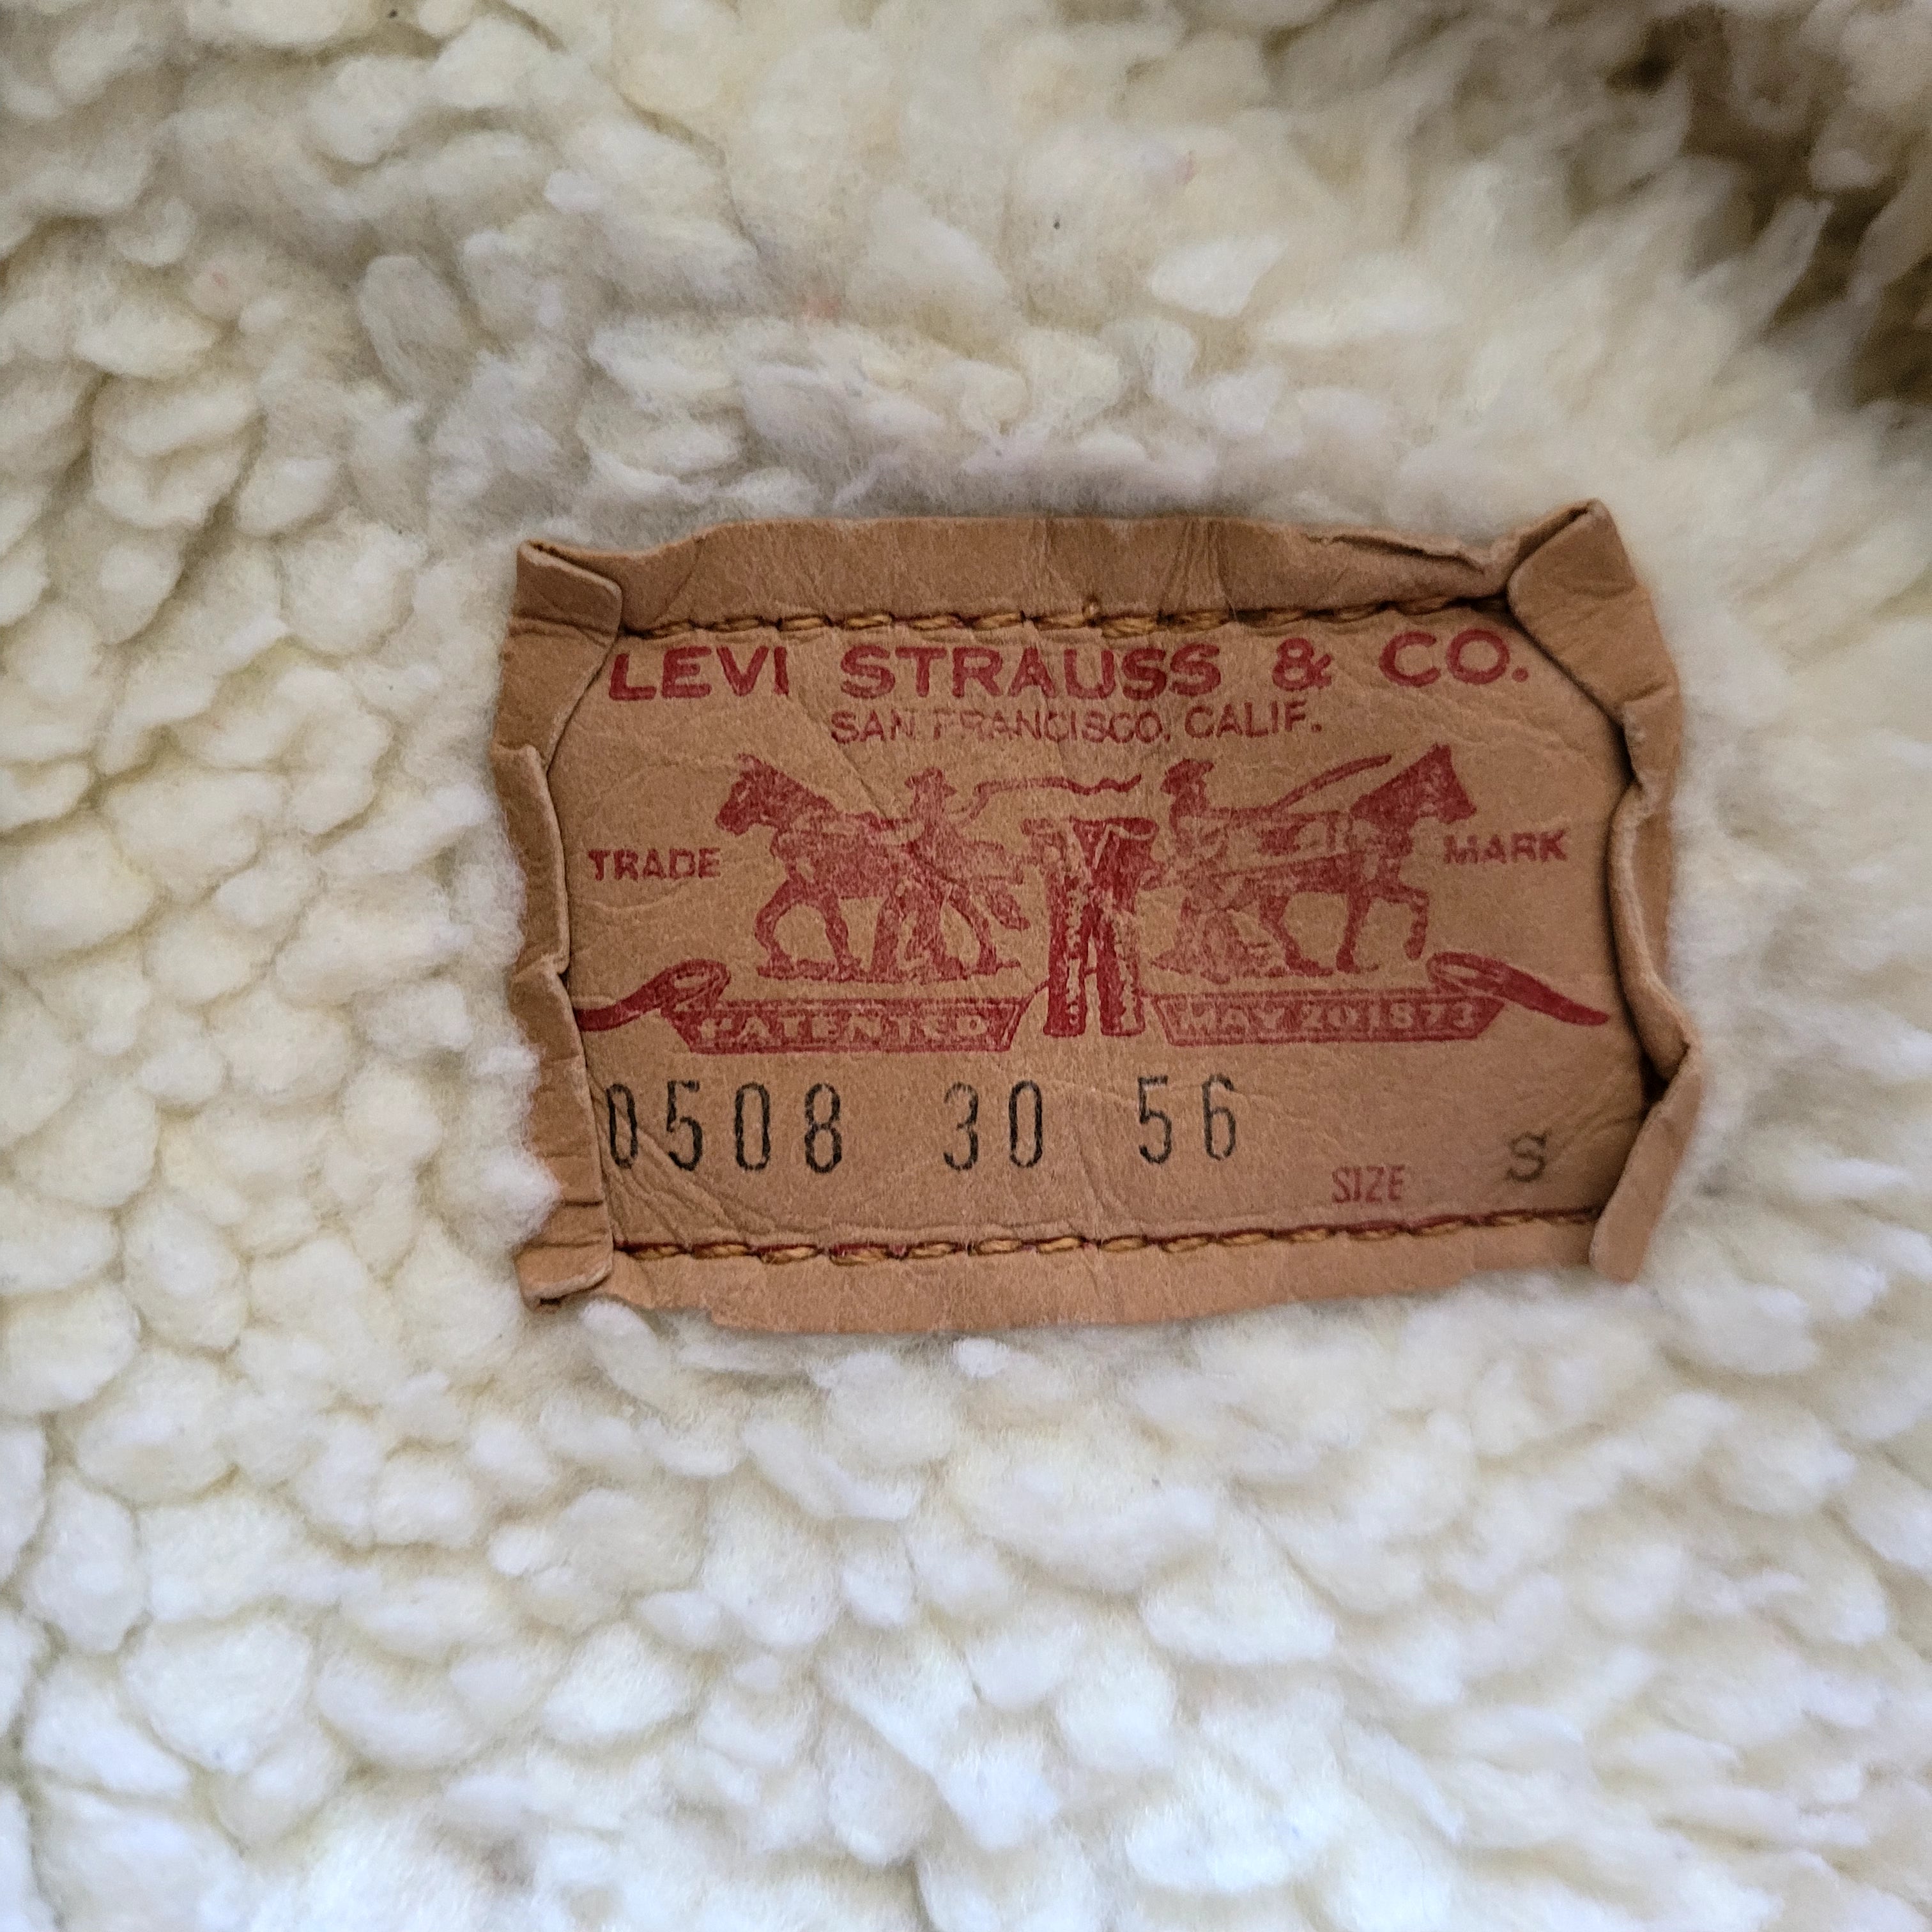 LEVI STRAUSS & CO.
SAN FRANCISCO, CALIF.
TRADE MARK
PATENTED MAY 20 1873
0508 30 56
SIZE S